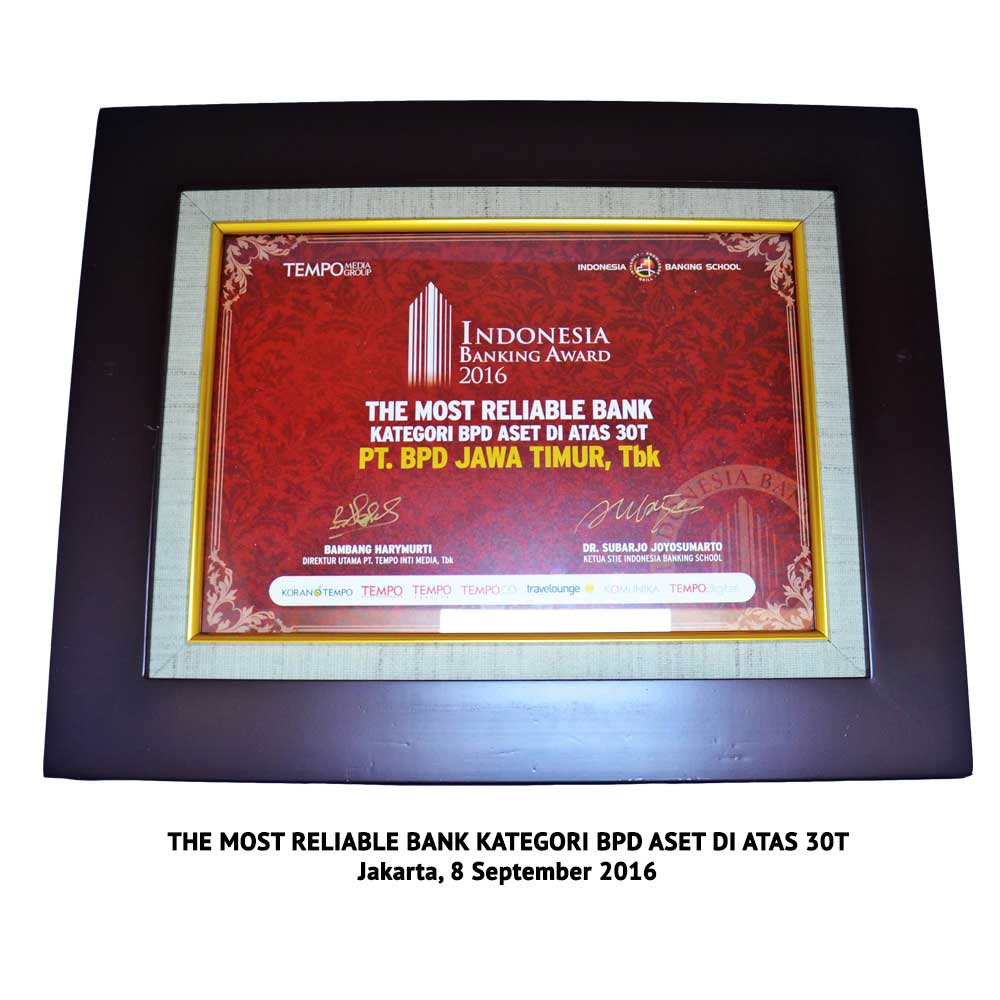 TEMPO MEDIA GROUP
INDONESIA BANKING SCHOOL
INDONESIA
BANKING AWARD
2016
THE MOST RELIABLE BANK
KATEGORI BPD ASET DI ATAS 30T
PT. BPD JAWA TIMUR, Tbk
BAMBANG HARYMURTI
DIREKTUR UTAMA PT. TEMPO INTI MEDIA, Tbk
DR. SUBARJO JOYOSUMARTO
KETUA STIE INDONESIA BANKING SCHOOL
KORAN TEMPO TEMPO TEMPO TEMPO.CO travelounge KOMUNIKA TEMPOdigital
THE MOST RELIABLE BANK KATEGORI BPD ASET DI ATAS 30T
Jakarta, 8 September 2016